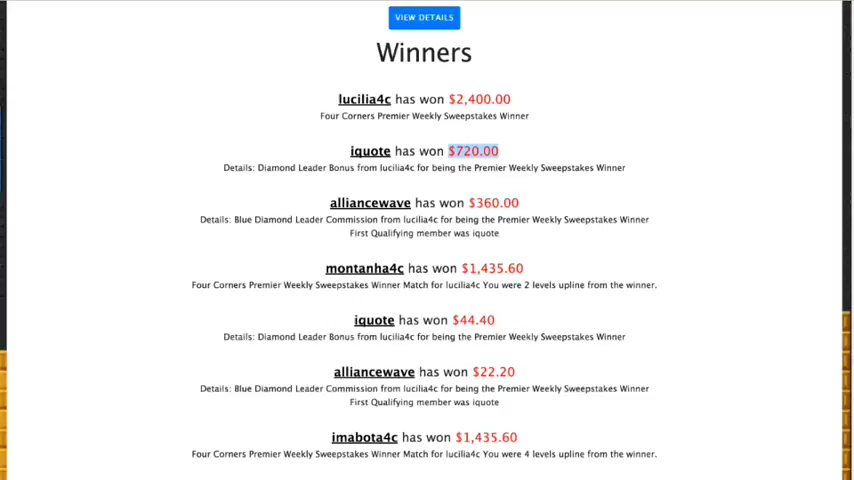 VIEW DETAILS
Winners
lucilia4c has won $2,400.00
Four Corners Premier Weekly Sweepstakes Winner
iquote has won $720.00
Details: Diamond Leader Bonus from lucilia4c for being the Premier Weekly Sweepstakes Winner
alliancewave has won $360.00
Details: Blue Diamond Leader Commission from lucilia4c for being the Premier Weekly Sweepstakes Winner
First Qualifying member was iquote
montanha4c has won $1,435.60
Four Corners Premier Weekly Sweepstakes Winner Match for lucilia4c You were 2 levels upline from the winner.
iquote has won $44.40
Details: Diamond Leader Bonus from lucilia4c for being the Premier Weekly Sweepstakes Winner
alliancewave has won $22.20
Details: Blue Diamond Leader Commission from lucilia4c for being the Premier Weekly Sweepstakes Winner
First Qualifying member was iquote
imabota4c has won $1,435.60
Four Corners Premier Weekly Sweepstakes Winner Match for lucilia4c You were 4 levels upline from the winner.